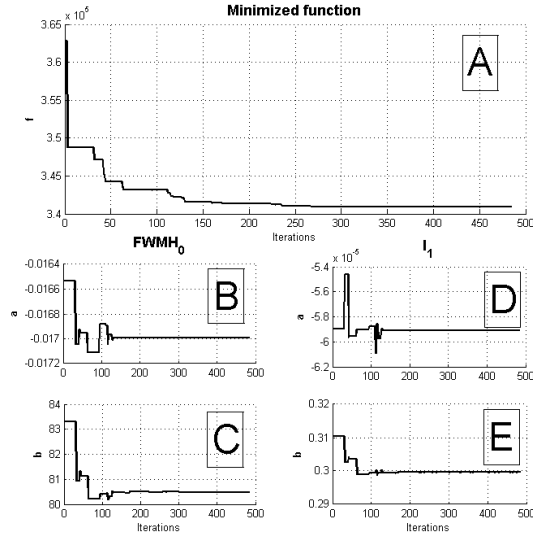 Minimized function
x 10⁵
3.65
3.6
3.55
3.5
3.45
3.4
f
A
0 50 100 150 200 250 300 350 400 450 500
Iterations
FWMH₀
-0.0164
-0.0166
-0.0168
-0.017
-0.0172
a
B
0 100 200 300 400 500
I₁
x 10⁻⁵
-5.4
-5.6
-5.8
-6
-6.2
a
D
0 100 200 300 400 500
84
83
82
81
80
b
C
0 100 200 300 400 500
Iterations
0.32
0.31
0.3
0.29
b
E
0 100 200 300 400 500
Iterations